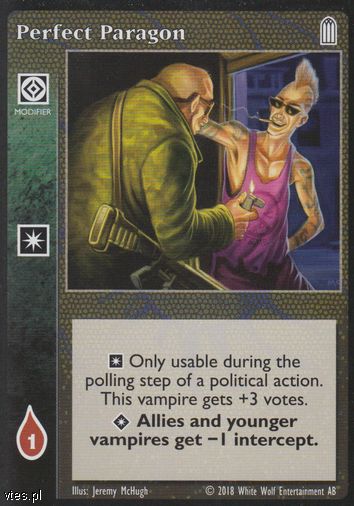 Perfect Paragon
MODIFIER
Only usable during the
polling step of a political action.
This vampire gets +3 votes.
Allies and younger
vampires get −1 intercept.
1
Illus: Jeremy McHugh
© 2018 White Wolf Entertainment AB
vtes.pl